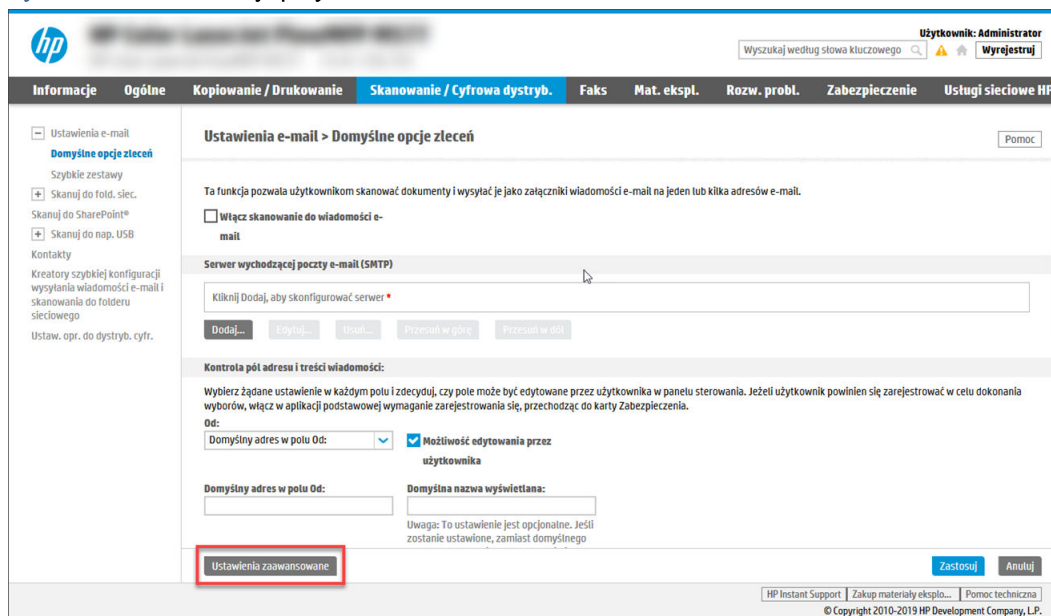 hp
Użytkownik: Administrator
Wyszukaj według słowa kluczowego
Wyrejestruj
Informacje Ogólne Kopiowanie / Drukowanie Skanowanie / Cyfrowa dystryb. Faks Mat. ekspl. Rozw. probl. Zabezpieczenie Usługi sieciowe HP
Ustawienia e-mail
Domyślne opcje zleceń
Szybkie zestawy
Skanuj do fold. siec.
Skanuj do SharePoint®
Skanuj do nap. USB
Kontakty
Kreatory szybkiej konfiguracji
wysyłania wiadomości e-mail i
skanowania do folderu
sieciowego
Ustaw. opr. do dystryb. cyfr.
Ustawienia e-mail > Domyślne opcje zleceń
Pomoc
Ta funkcja pozwala użytkownikom skanować dokumenty i wysyłać je jako załączniki wiadomości e-mail na jeden lub kilka adresów e-mail.
Włącz skanowanie do wiadomości e-
mail
Serwer wychodzącej poczty e-mail (SMTP)
Kliknij Dodaj, aby skonfigurować serwer *
Dodaj... Edytuj... Usuń... Przesuń w górę Przesuń w dół
Kontrola pól adresu i treści wiadomości:
Wybierz żądane ustawienie w każdym polu i zdecyduj, czy pole może być edytowane przez użytkownika w panelu sterowania. Jeżeli użytkownik powinien się zarejestrować w celu dokonania
wyborów, włącz w aplikacji podstawowej wymaganie zarejestrowania się, przechodząc do karty Zabezpieczenia.
Od:
Domyślny adres w polu Od:
Możliwość edytowania przez
użytkownika
Domyślny adres w polu Od: Domyślna nazwa wyświetlana:
Uwaga: To ustawienie jest opcjonalne. Jeśli
zostanie ustawione, zamiast domyślnego
Ustawienia zaawansowane
Zastosuj Anuluj
HP Instant Support Zakup materiały eksplo... Pomoc techniczna
© Copyright 2010-2019 HP Development Company, L.P.